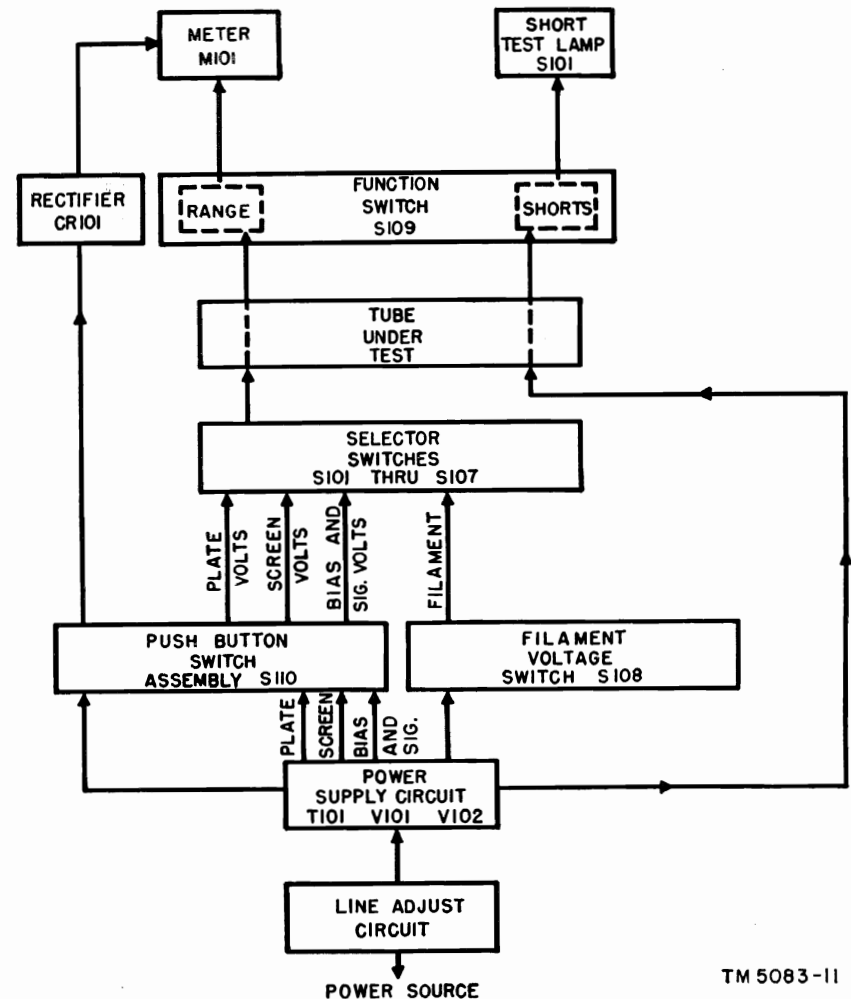 METER
M101
SHORT
TEST LAMP
S101
RECTIFIER
CR101
FUNCTION
SWITCH
S109
RANGE
SHORTS
TUBE
UNDER
TEST
SELECTOR
SWITCHES
S101 THRU S107
PLATE
VOLTS
SCREEN
VOLTS
BIAS AND
SIG. VOLTS
FILAMENT
PUSH BUTTON
SWITCH
ASSEMBLY S110
FILAMENT
VOLTAGE
SWITCH S108
PLATE
SCREEN
BIAS
AND
SIG.
POWER
SUPPLY CIRCUIT
T101 V101 V102
LINE ADJUST
CIRCUIT
POWER SOURCE
TM 5083-11